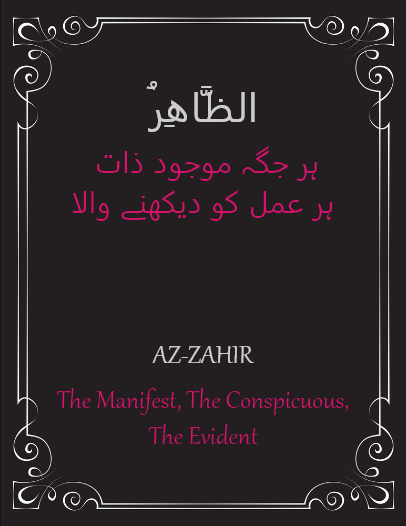 الظَّاهِرُ
ہر جگہ موجود ذات
ہر عمل کو دیکھنے والا
AZ-ZAHIR
The Manifest, The Conspicuous,
The Evident